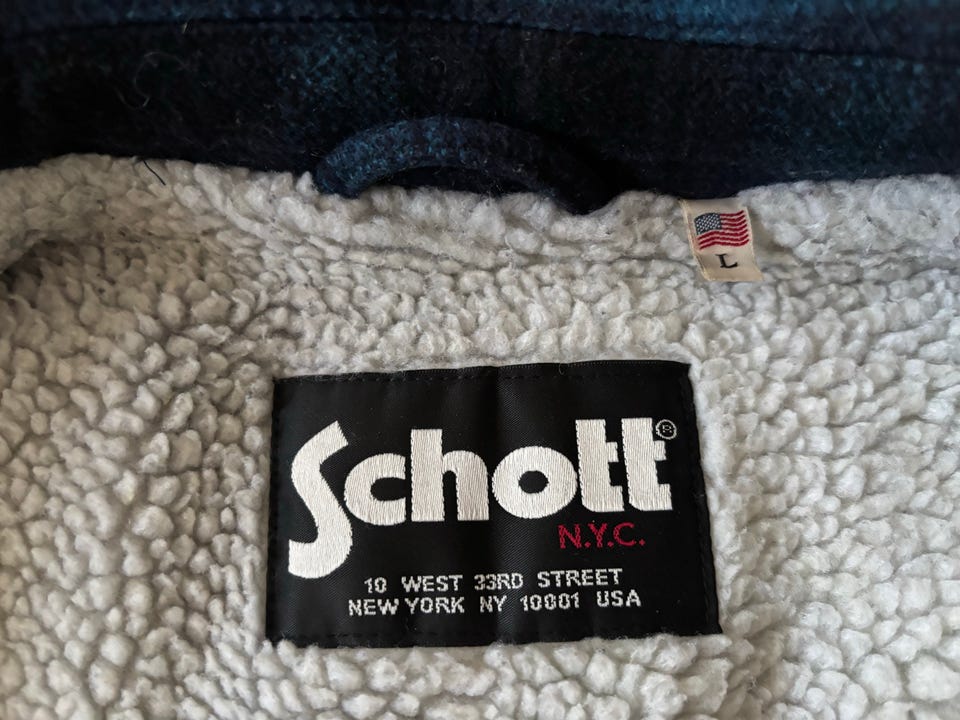 L
Schott®
N.Y.C.
10 WEST 33RD STREET
NEW YORK NY 10001 USA